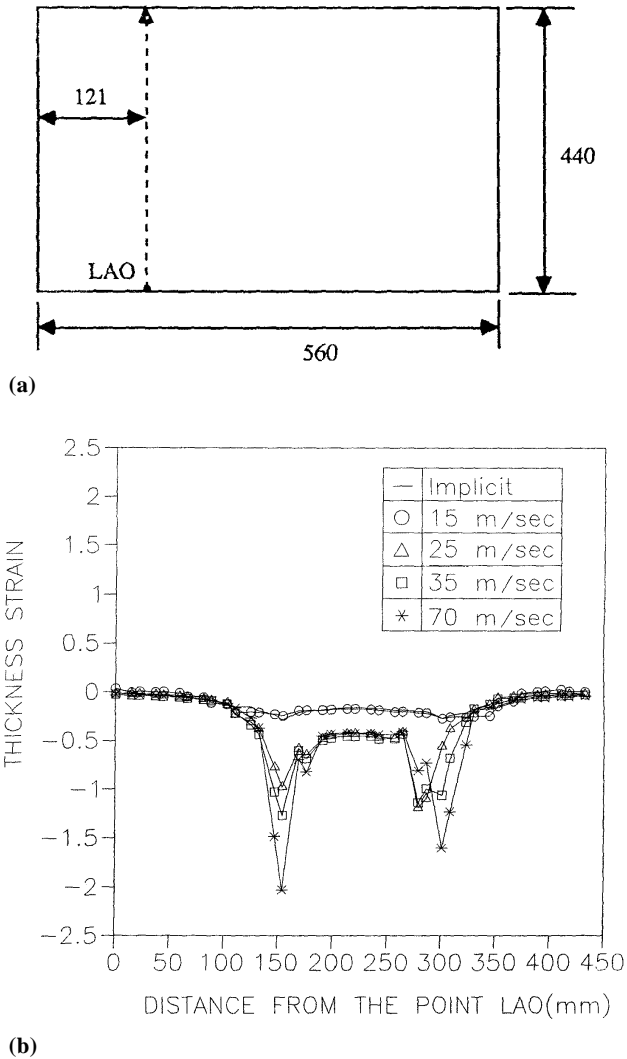 121
440
LAO
560
(a)
2.5
2
1.5
1
0.5
0
−0.5
−1
−1.5
−2
−2.5
THICKNESS STRAIN
Implicit
15 m/sec
25 m/sec
35 m/sec
70 m/sec
0 50 100 150 200 250 300 350 400 450
DISTANCE FROM THE POINT LAO(mm)
(b)